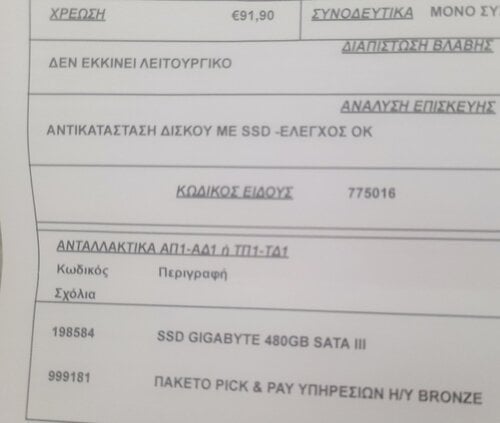 ΧΡΕΩΣΗ €91,90 ΣΥΝΟΔΕΥΤΙΚΑ ΜΟΝΟ ΣΥ
ΔΙΑΠΙΣΤΩΣΗ ΒΛΑΒΗΣ
ΔΕΝ ΕΚΚΙΝΕΙ ΛΕΙΤΟΥΡΓΙΚΟ
ΑΝΑΛΥΣΗ ΕΠΙΣΚΕΥΗΣ
ΑΝΤΙΚΑΤΑΣΤΑΣΗ ΔΙΣΚΟΥ ΜΕ SSD -ΕΛΕΓΧΟΣ ΟΚ
ΚΩΔΙΚΟΣ ΕΙΔΟΥΣ 775016
ΑΝΤΑΛΛΑΚΤΙΚΑ ΑΠ1-ΑΔ1 ή ΤΠ1-ΤΔ1
Κωδικός Περιγραφή
Σχόλια
198584 SSD GIGABYTE 480GB SATA III
999181 ΠΑΚΕΤΟ PICK & PAY ΥΠΗΡΕΣΙΩΝ Η/Υ BRONZE